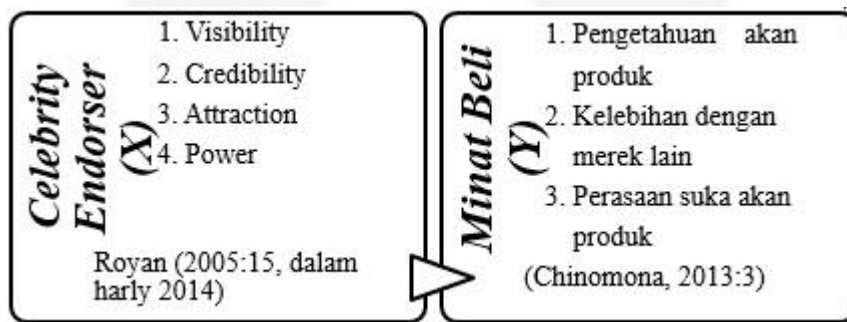 Celebrity
Endorser
(X)
1. Visibility
2. Credibility
3. Attraction
4. Power
Royan (2005:15, dalam
harly 2014)
Minat Beli
(Y)
1. Pengetahuan akan
produk
2. Kelebihan dengan
merek lain
3. Perasaan suka akan
produk
(Chinomona, 2013:3)